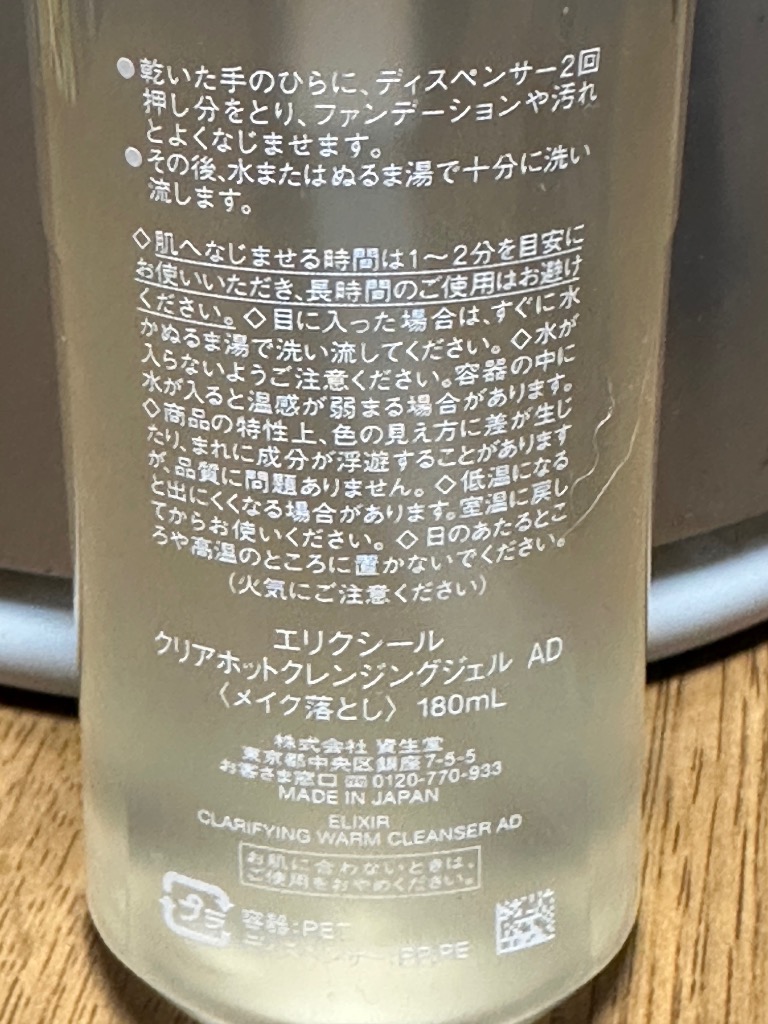 ●乾いた手のひらに、ディスペンサー2回
押し分をとり、ファンデーションや汚れ
とよくなじませます。
●その後、水またはぬるま湯で十分に洗い
流します。
◇肌へなじませる時間は1〜2分を目安に
お使いいただき、長時間のご使用はお避け
ください。◇目に入った場合は、すぐに水
かぬるま湯で洗い流してください。◇水が
入らないようご注意ください。容器の中に
水が入ると温感が弱まる場合があります。
◇商品の特性上、色の見え方に差が生じ
たり、まれに成分が浮遊することがあります
が、品質に問題ありません。◇低温になる
と出にくくなる場合があります。室温に戻し
てからお使いください。◇日のあたるとこ
ろや高温のところに置かないでください。
(火気にご注意ください)
エリクシール
クリアホットクレンジングジェル AD
〈メイク落とし〉 180mL
株式会社 資生堂
東京都中央区銀座7-5-5
お客さま窓口 0120-770-933
MADE IN JAPAN
ELIXIR
CLARIFYING WARM CLEANSER AD
お肌に合わないときは、
ご使用をおやめください。
プラ
容器:PET
ディスペンサー:PP,PE